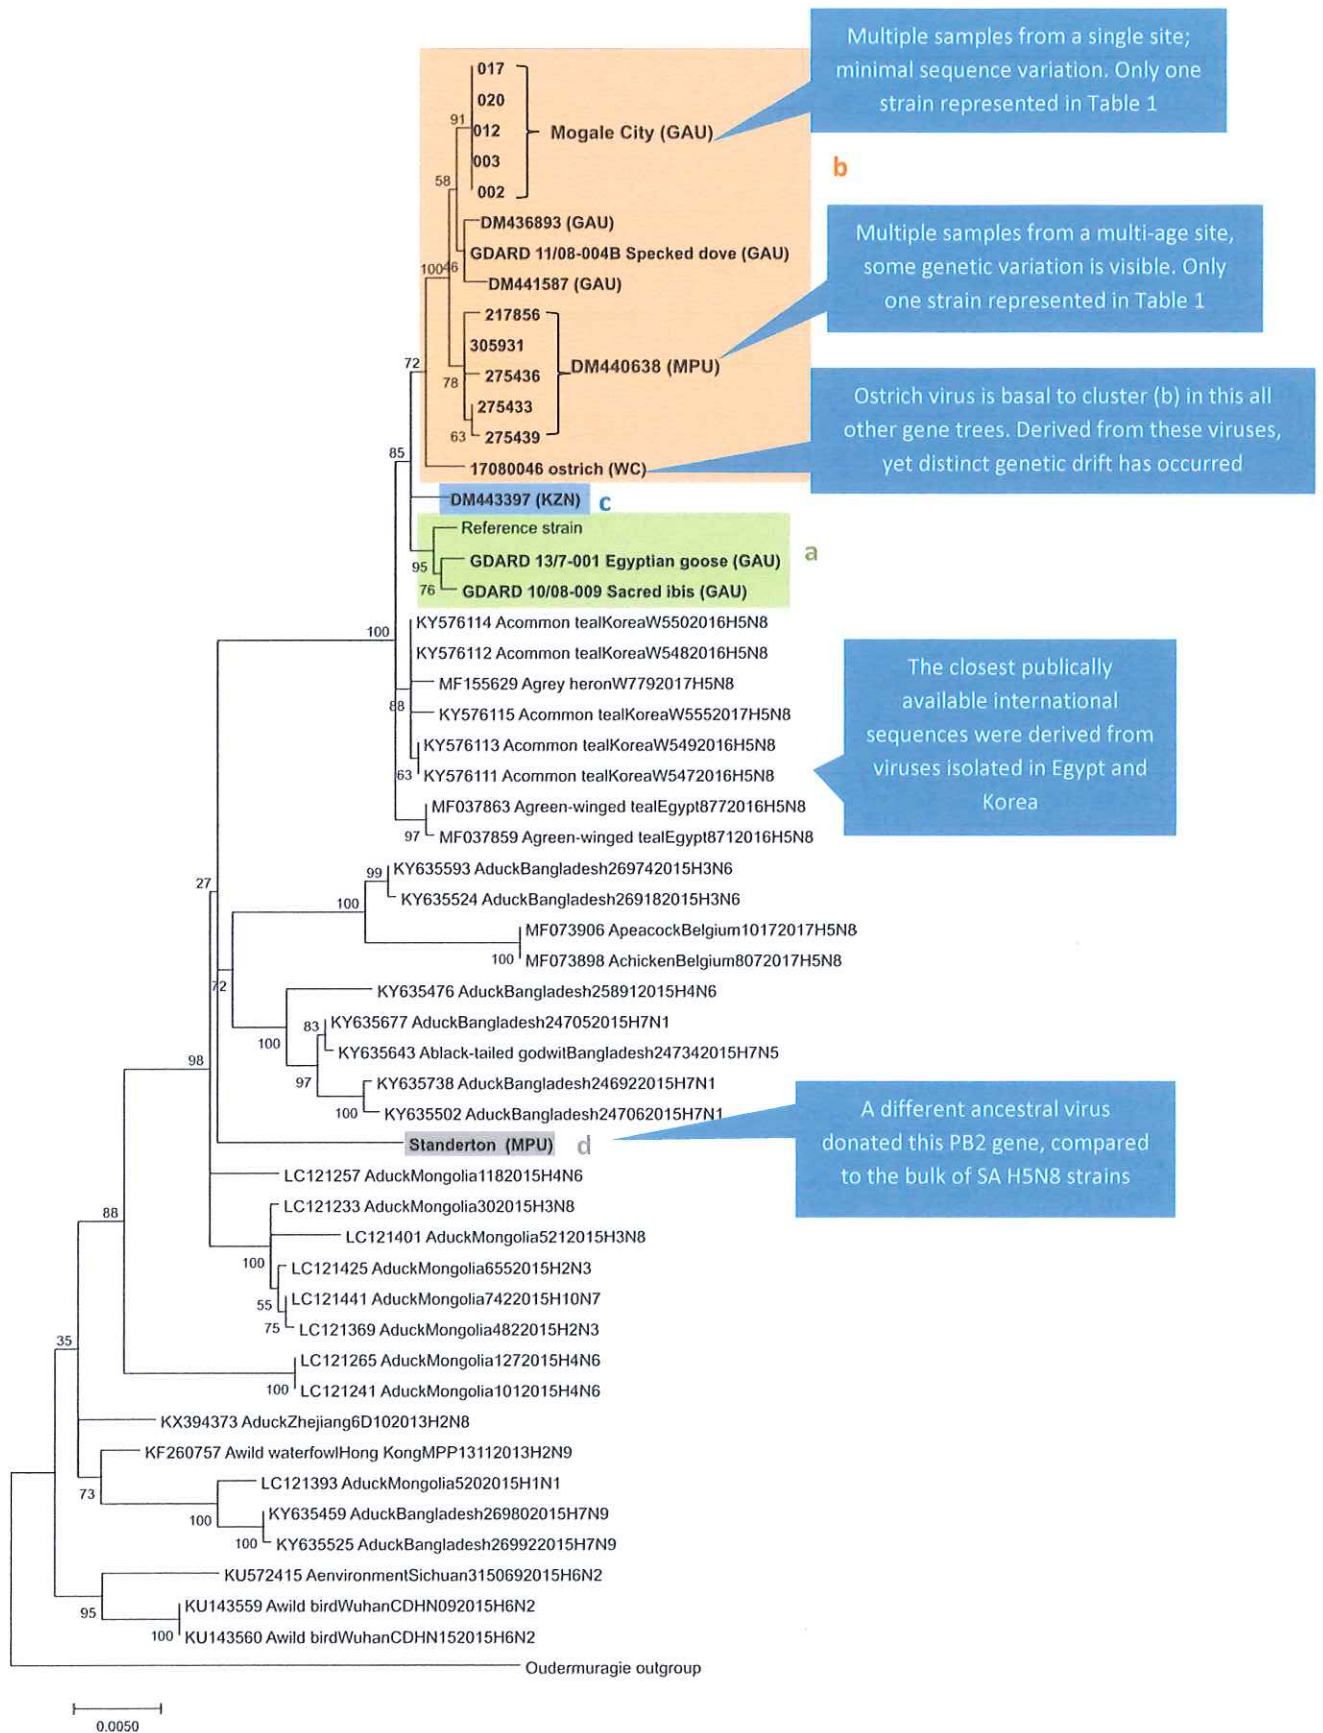 Multiple samples from a single site;
minimal sequence variation. Only one
strain represented in Table 1
017
020
91
012
Mogale City (GAU)
003
002
b
58
DM436893 (GAU)
GDARD 11/08-004B Specked dove (GAU)
10046
DM441587 (GAU)
Multiple samples from a multi-age site,
some genetic variation is visible. Only
one strain represented in Table 1
217856
305931
72
275436
DM440638 (MPU)
78
275433
63
275439
Ostrich virus is basal to cluster (b) in this all
other gene trees. Derived from these viruses,
yet distinct genetic drift has occurred
85
17080046 ostrich (WC)
DM443397 (KZN)
c
Reference strain
GDARD 13/7-001 Egyptian goose (GAU)
a
95
76
GDARD 10/08-009 Sacred ibis (GAU)
KY576114 Acommon tealKoreaW5502016H5N8
100
KY576112 Acommon tealKoreaW5482016H5N8
MF155629 Agrey heronW7792017H5N8
88
KY576115 Acommon tealKoreaW5552017H5N8
KY576113 Acommon tealKoreaW5492016H5N8
63
KY576111 Acommon tealKoreaW5472016H5N8
MF037863 Agreen-winged tealEgypt8772016H5N8
97
MF037859 Agreen-winged tealEgypt8712016H5N8
The closest publically
available international
sequences were derived from
viruses isolated in Egypt and
Korea
99
KY635593 AduckBangladesh269742015H3N6
27
KY635524 AduckBangladesh269182015H3N6
100
MF073906 ApeacockBelgium10172017H5N8
100
MF073898 AchickenBelgium8072017H5N8
72
KY635476 AduckBangladesh258912015H4N6
83
KY635677 AduckBangladesh247052015H7N1
100
KY635643 Ablack-tailed godwitBangladesh247342015H7N5
98
97
KY635738 AduckBangladesh246922015H7N1
100
KY635502 AduckBangladesh247062015H7N1
Standerton (MPU)
d
A different ancestral virus
donated this PB2 gene, compared
to the bulk of SA H5N8 strains
LC121257 AduckMongolia1182015H4N6
88
LC121233 AduckMongolia302015H3N8
LC121401 AduckMongolia5212015H3N8
100
LC121425 AduckMongolia6552015H2N3
55
LC121441 AduckMongolia7422015H10N7
75
LC121369 AduckMongolia4822015H2N3
35
LC121265 AduckMongolia1272015H4N6
100
LC121241 AduckMongolia1012015H4N6
KX394373 AduckZhejiang6D102013H2N8
KF260757 Awild waterfowlHong KongMPP13112013H2N9
73
LC121393 AduckMongolia5202015H1N1
100
KY635459 AduckBangladesh269802015H7N9
100
KY635525 AduckBangladesh269922015H7N9
KU572415 AenvironmentSichuan3150692015H6N2
95
KU143559 Awild birdWuhanCDHN092015H6N2
100
KU143560 Awild birdWuhanCDHN152015H6N2
Oudermuragie outgroup
0.0050